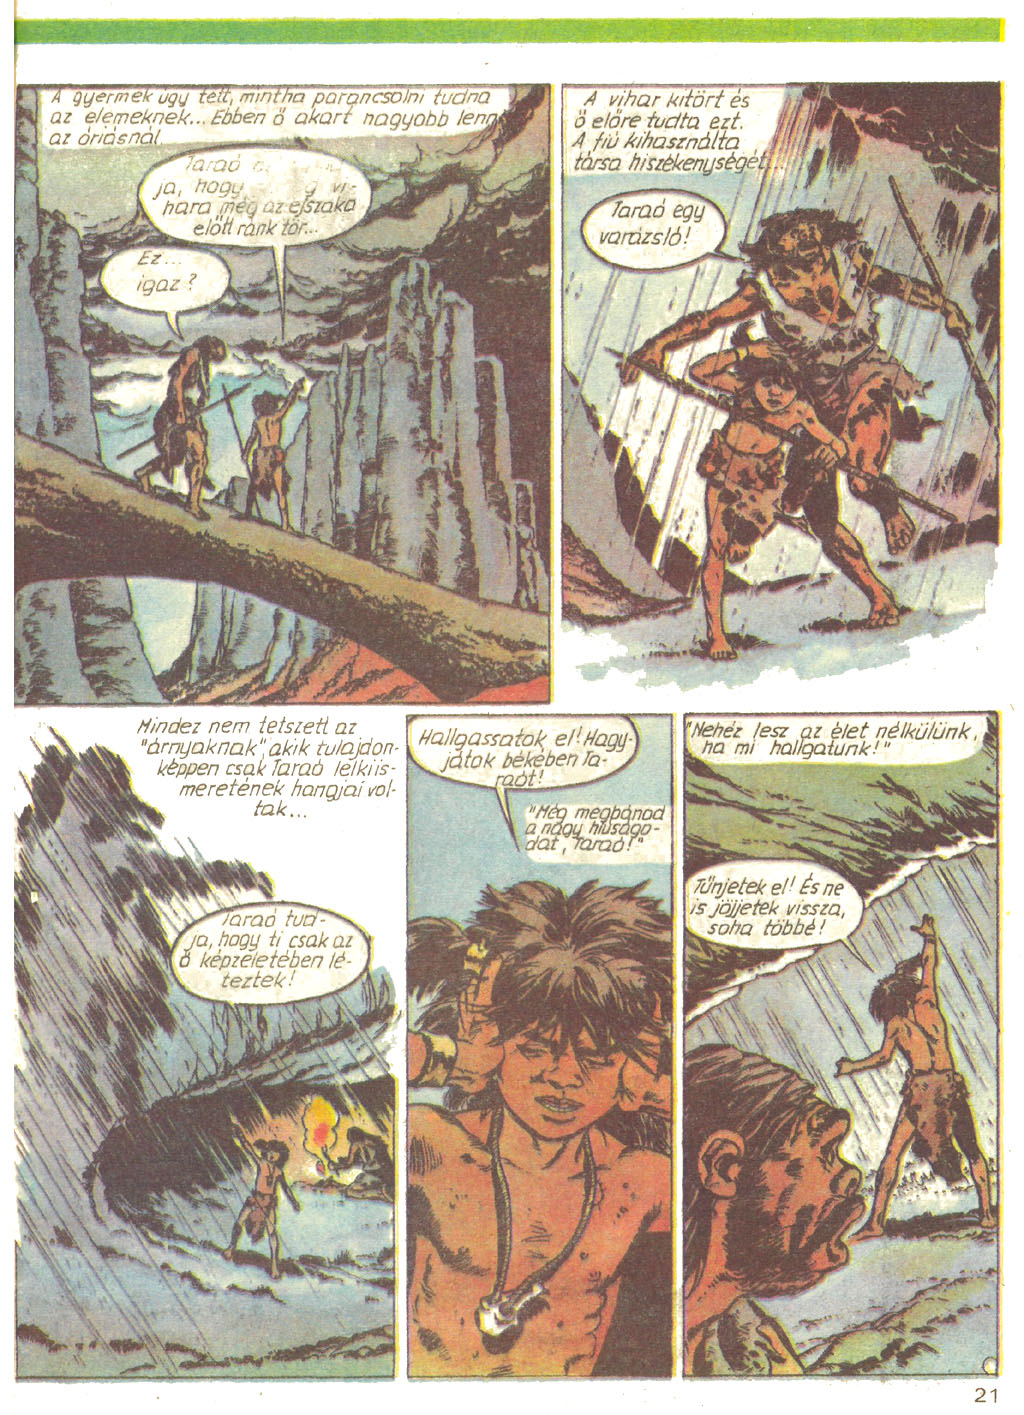 A gyermek úgy tett, mintha parancsolni tudna
az elemeknek... Ebben ő akart nagyobb lenni
az óriásnál.
Taraó
ja, hogy vi-
hara még az éjszaka
előtt ránk tör...
Ez...
igaz?
A vihar kitört és
ő előre tudta ezt.
A fiú kihasználta
társa hiszékenységét...
Taraó egy
varázsló!
Mindez nem tetszett az
"árnyaknak", akik tulajdon-
képpen csak Taraó lelkiis-
meretének hangjai vol-
tak...
Taraó tud-
ja, hogy ti csak az
ő képzeletében lé-
teztek!
Hallgassatok el! Hagy-
játok békében Ta-
raót!
"Még megbánod
a nagy hiúságo-
dat, Taraó!"
"Nehéz lesz az élet nélkülünk,
ha mi hallgatunk!"
Tűnjetek el! És ne
is jöjjetek vissza,
soha többé!
21